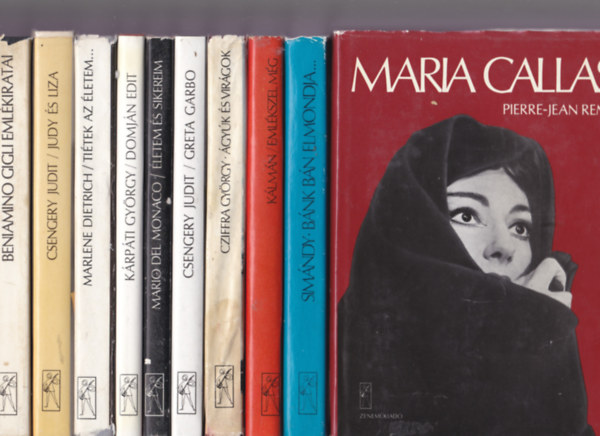 BENJAMINO GIGLI EMLÉKIRATAI
CSENGERY JUDIT / JUDY ÉS LIZA
MARLENE DIETRICH / TIÉTEK AZ ÉLETEM...
KÁRPÁTI GYÖRGY / DOMJÁN EDIT
MARIO DEL MONACO / ÉLETEM ÉS SIKEREIM
CSENGERY JUDIT / GRETA GARBO
CZIFFRA GYÖRGY · ÁGYÚK ÉS VIRÁGOK
KÁLMÁN · EMLÉKSZEL MÉG
SIMÁNDY · BÁNK BÁN ELMONDJA...
MARIA CALLAS
PIERRE-JEAN REM
ZENEMŰKIADÓ